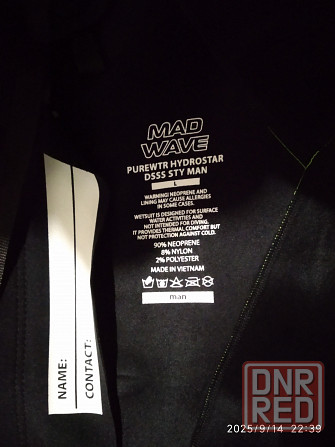 MAD
WAVE
PUREWTR HYDROSTAR
DSSS STY MAN
L
WARNING! NEOPRENE AND
LINING MAY CAUSE ALLERGIES
IN SOME CASES.
WETSUIT IS DESIGNED FOR SURFACE
WATER ACTIVITIES AND
NOT INTENDED FOR DIVING.
IT PROVIDES THERMAL COMFORT BUT
NOT PROTECTION AGAINST COLD.
90% NEOPRENE
8% NYLON
2% POLYESTER
MADE IN VIETNAM
man
NAME:
CONTACT:
DNR
RED
2025/9/14 22:39